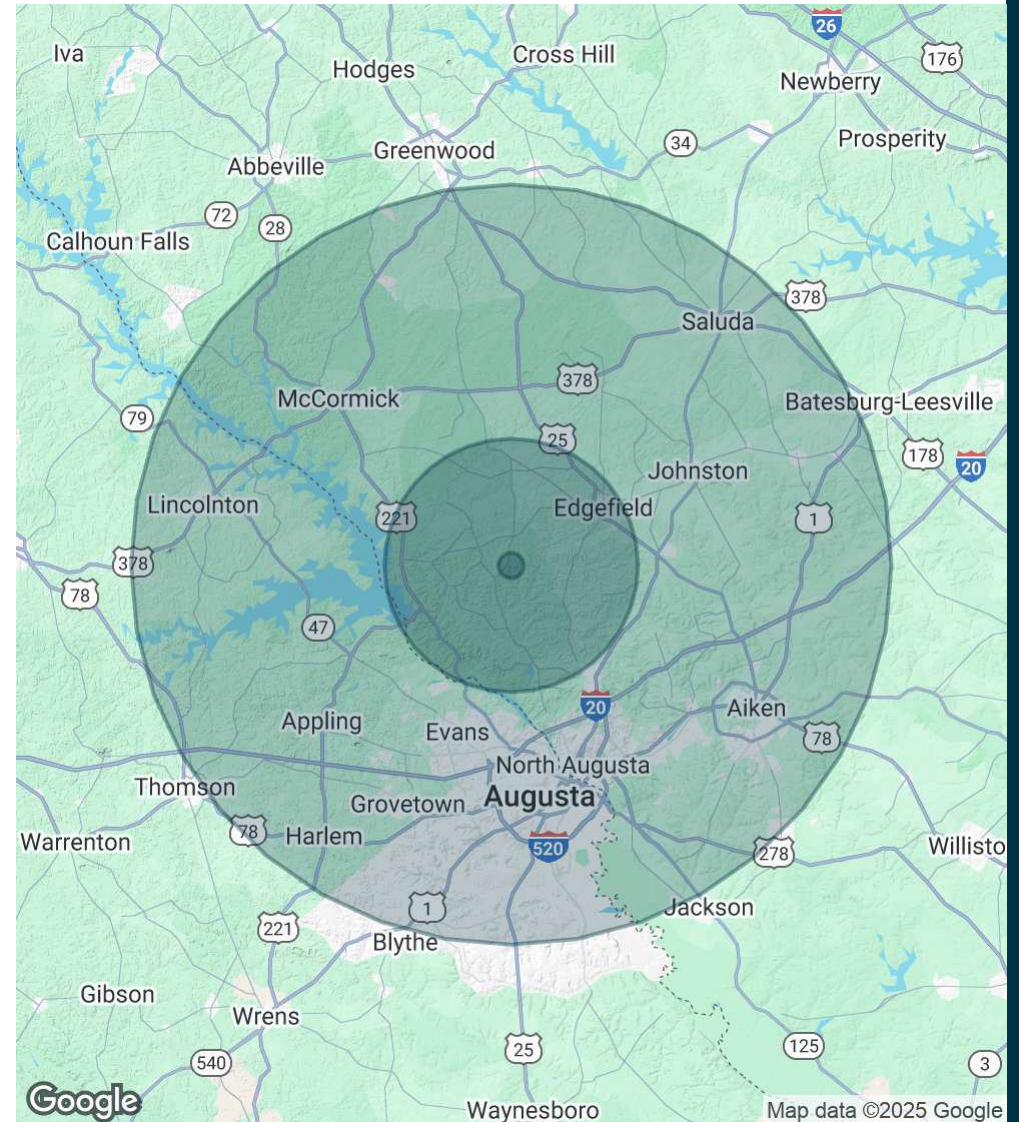 26
Iva
Cross Hill
176
Hodges
Newberry
Prosperity
34
Greenwood
Abbeville
72
28
Calhoun Falls
378
Saluda
378
McCormick
Batesburg-Leesville
79
25
178
20
Johnston
Lincolnton
221
Edgefield
1
378
78
47
20
Aiken
Appling
Evans
78
North Augusta
Thomson
Grovetown
Augusta
78
Harlem
520
278
Warrenton
Willisto
1
Jackson
221
Blythe
Gibson
Wrens
25
125
540
3
Google
Waynesboro
Map data ©2025 Google